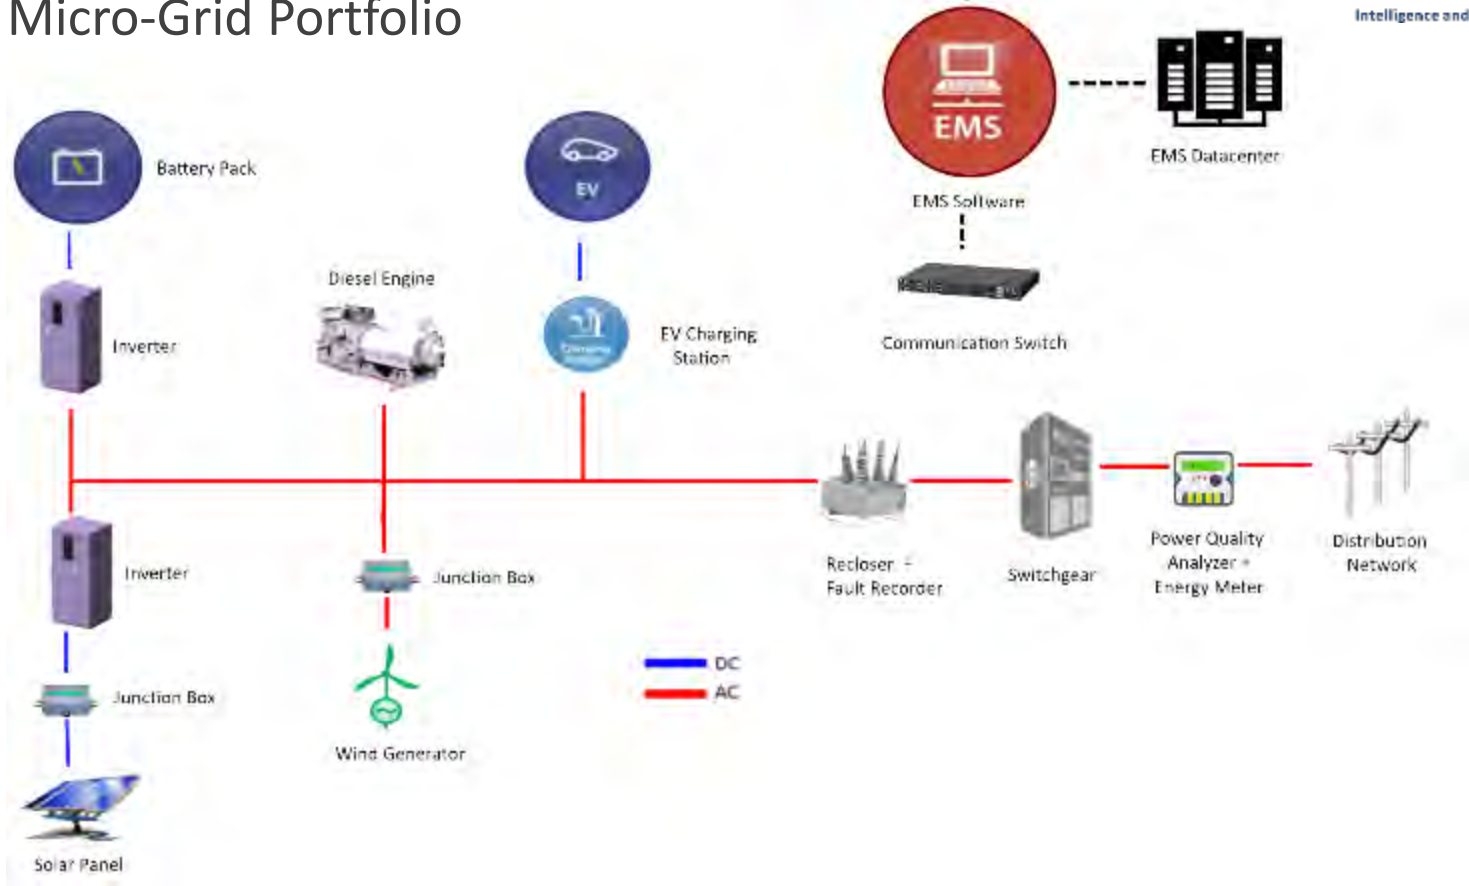 Micro-Grid Portfolio
Intelligence and
EMS
EMS Datacenter
Battery Pack
EV
EMS Software
Diesel Engine
Inverter
EV Charging
Station
Communication Switch
Inverter
Junction Box
Recloser -
Fault Recorder
Switchgear
Power Quality
Analyzer -
Energy Meter
Distribution
Network
DC
AC
Junction Box
Wind Generator
Solar Panel